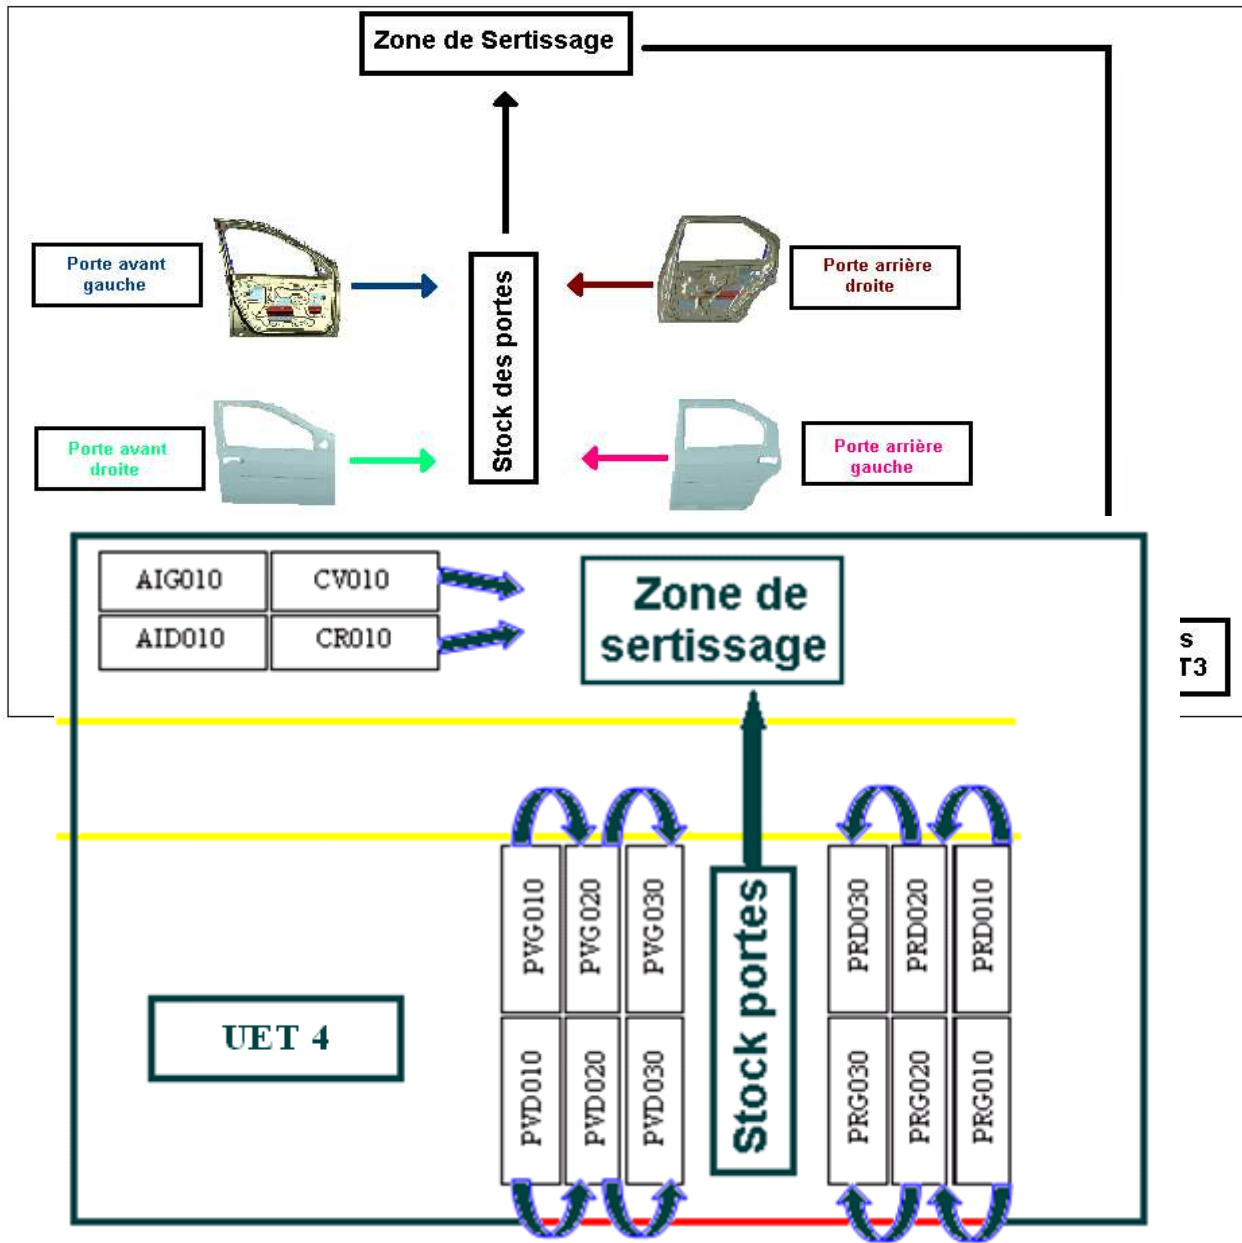 Zone de Sertissage
Porte avant
gauche
Stock des portes
Porte arrière
droite
Porte avant
droite
Porte arrière
gauche
AIG010
CV010
AID010
CR010
Zone de
sertissage
s
T3
PVG010
PVG020
PVG030
Stock portes
PRD030
PRD020
PRD010
UET 4
PVD010
PVD020
PVD030
PRG030
PRG020
PRG010